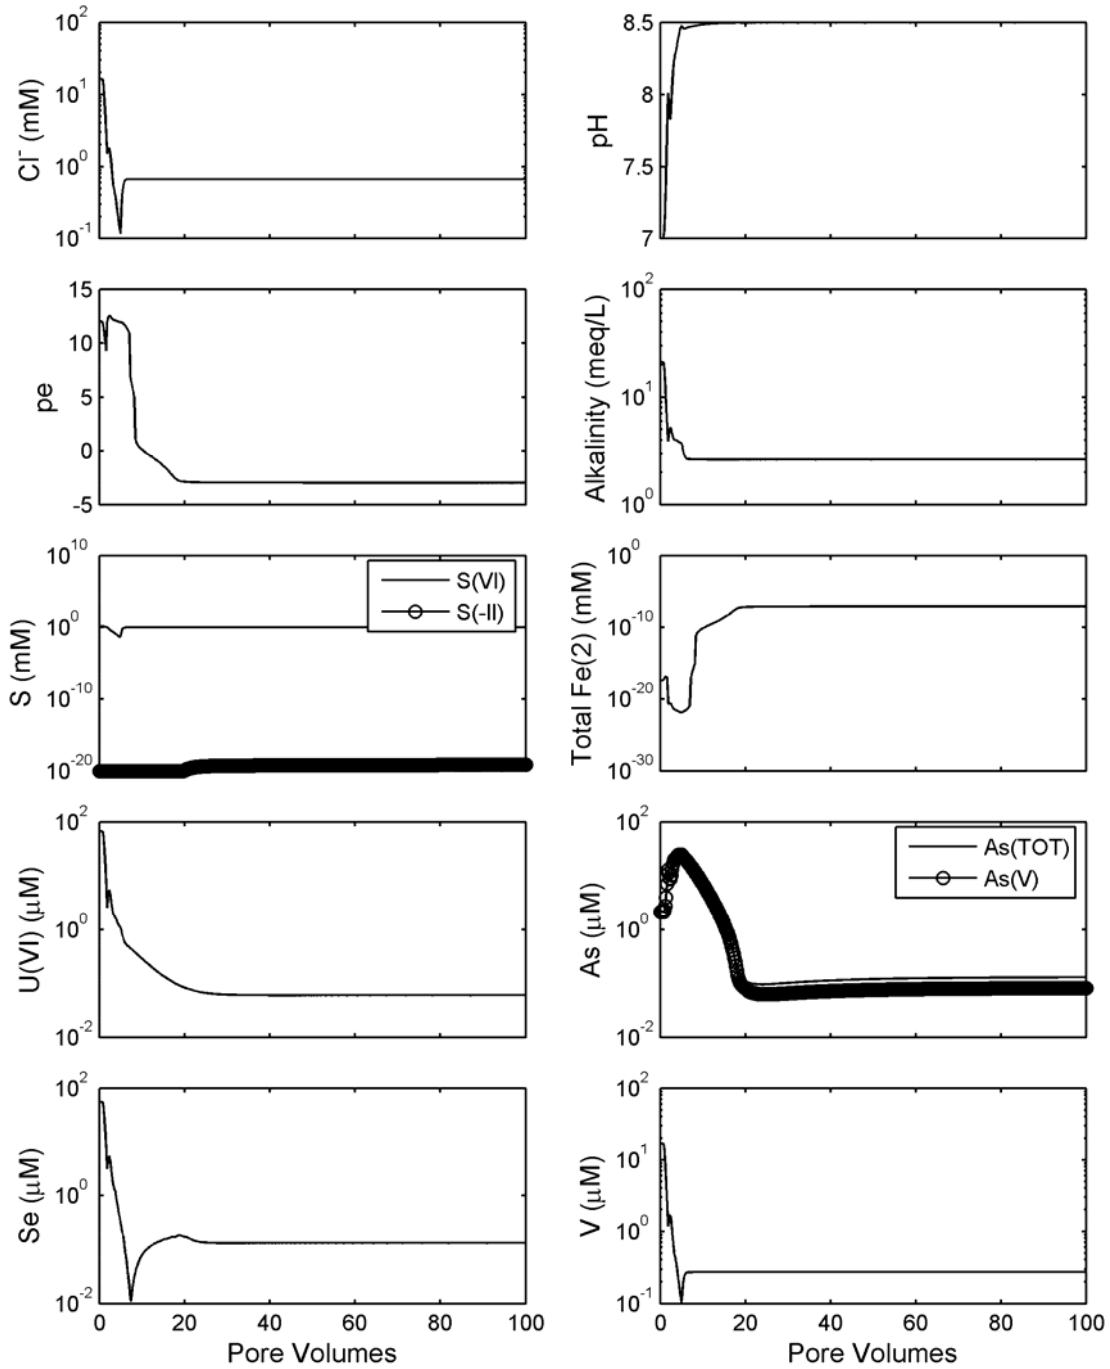 10^2
10^1
10^0
10^-1
Cl^- (mM)
8.5
8
7.5
7
pH
15
10
5
0
-5
pe
10^2
10^1
10^0
Alkalinity (meq/L)
10^10
10^0
10^-10
10^-20
S (mM)
S(VI)
S(-II)
10^0
10^-10
10^-20
10^-30
Total Fe(2) (mM)
10^2
10^0
10^-2
U(VI) (μM)
10^2
10^0
10^-2
As (μM)
As(TOT)
As(V)
10^2
10^0
10^-2
Se (μM)
0 20 40 60 80 100
Pore Volumes
10^2
10^1
10^0
10^-1
V (μM)
0 20 40 60 80 100
Pore Volumes